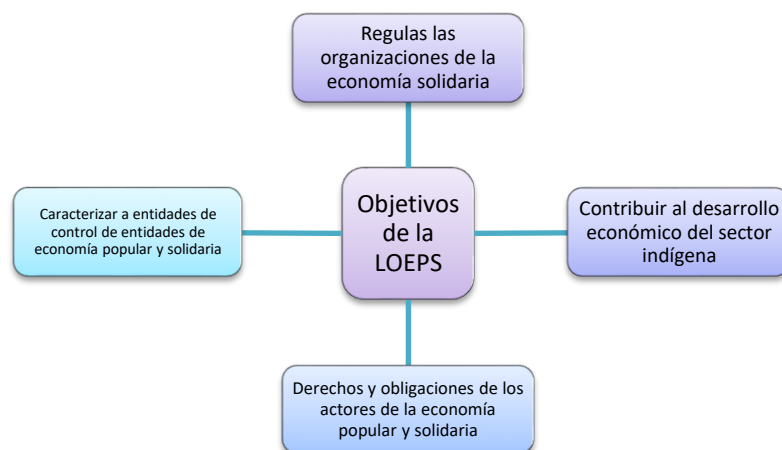 Regulas las
organizaciones de la
economía solidaria
Caracterizar a entidades de
control de entidades de
economía popular y solidaria
Objetivos
de la
LOEPS
Contribuir al desarrollo
económico del sector
indígena
Derechos y obligaciones de los
actores de la economía
popular y solidaria